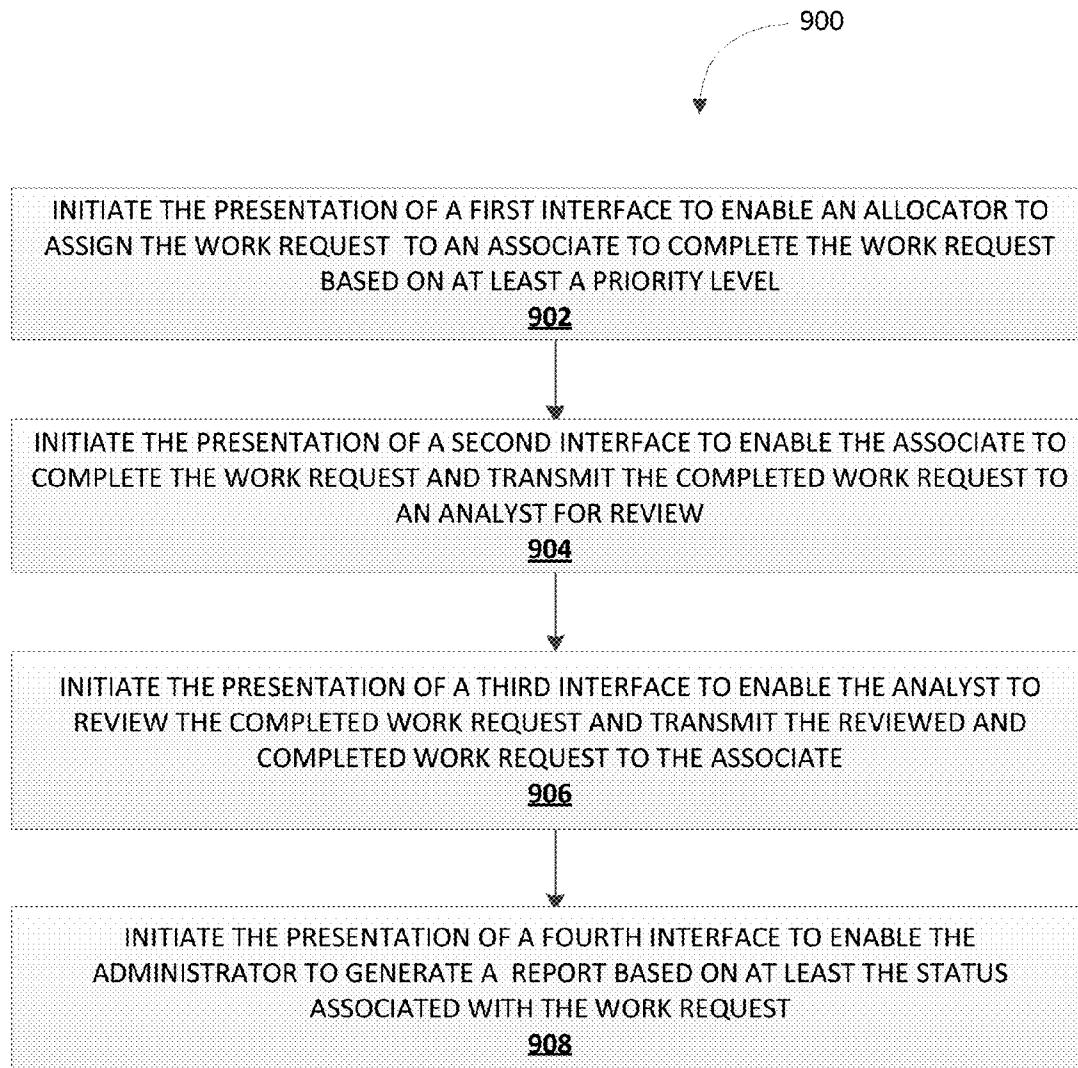 900
INITIATE THE PRESENTATION OF A FIRST INTERFACE TO ENABLE AN ALLOCATOR TO
ASSIGN THE WORK REQUEST TO AN ASSOCIATE TO COMPLETE THE WORK REQUEST
BASED ON AT LEAST A PRIORITY LEVEL
902
INITIATE THE PRESENTATION OF A SECOND INTERFACE TO ENABLE THE ASSOCIATE TO
COMPLETE THE WORK REQUEST AND TRANSMIT THE COMPLETED WORK REQUEST TO
AN ANALYST FOR REVIEW
904
INITIATE THE PRESENTATION OF A THIRD INTERFACE TO ENABLE THE ANALYST TO
REVIEW THE COMPLETED WORK REQUEST AND TRANSMIT THE REVIEWED AND
COMPLETED WORK REQUEST TO THE ASSOCIATE
906
INITIATE THE PRESENTATION OF A FOURTH INTERFACE TO ENABLE THE
ADMINISTRATOR TO GENERATE A REPORT BASED ON AT LEAST THE STATUS
ASSOCIATED WITH THE WORK REQUEST
908